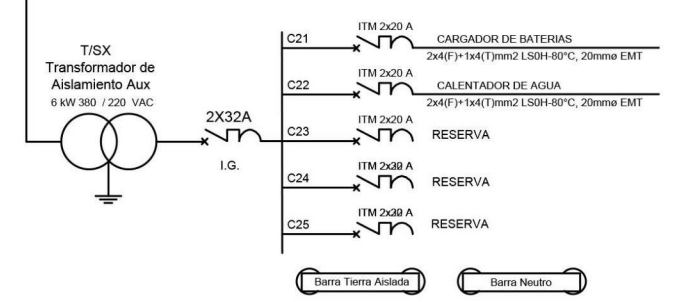 T/SX
Transformador de
Aislamiento Aux
6 kW 380 / 220 VAC
2X32A
I.G.
C21
ITM 2x20 A
CARGADOR DE BATERIAS
2x4(F)+1x4(T)mm2 LS0H-80°C, 20mmø EMT
C22
ITM 2x20 A
CALENTADOR DE AGUA
2x4(F)+1x4(T)mm2 LS0H-80°C, 20mmø EMT
C23
ITM 2x20 A
RESERVA
C24
ITM A
RESERVA
C25
ITM A
RESERVA
Barra Tierra Aislada
Barra Neutro